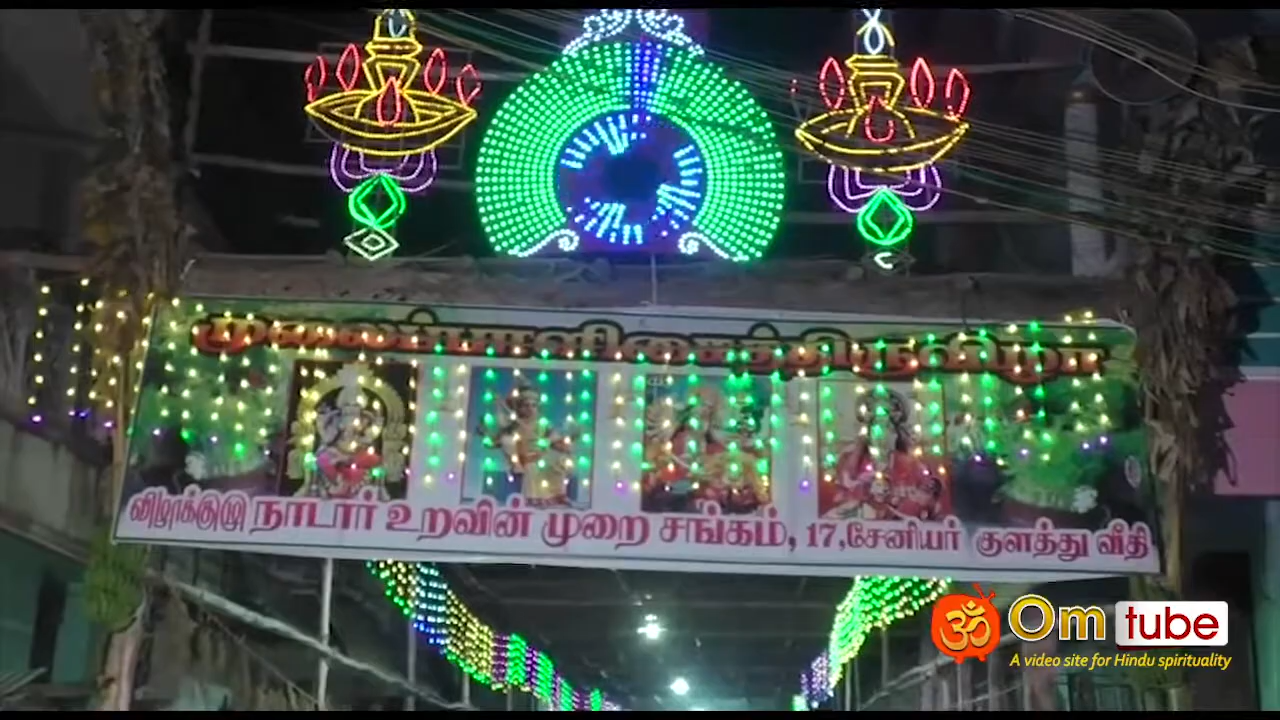 முளைப்பாளிகைத்திருவிழா
விழாக்குழு நாடார் உறவின் முறை சங்கம், 17,சேனியர் குளத்து வீதி
ॐ Om tube
A video site for Hindu spirituality